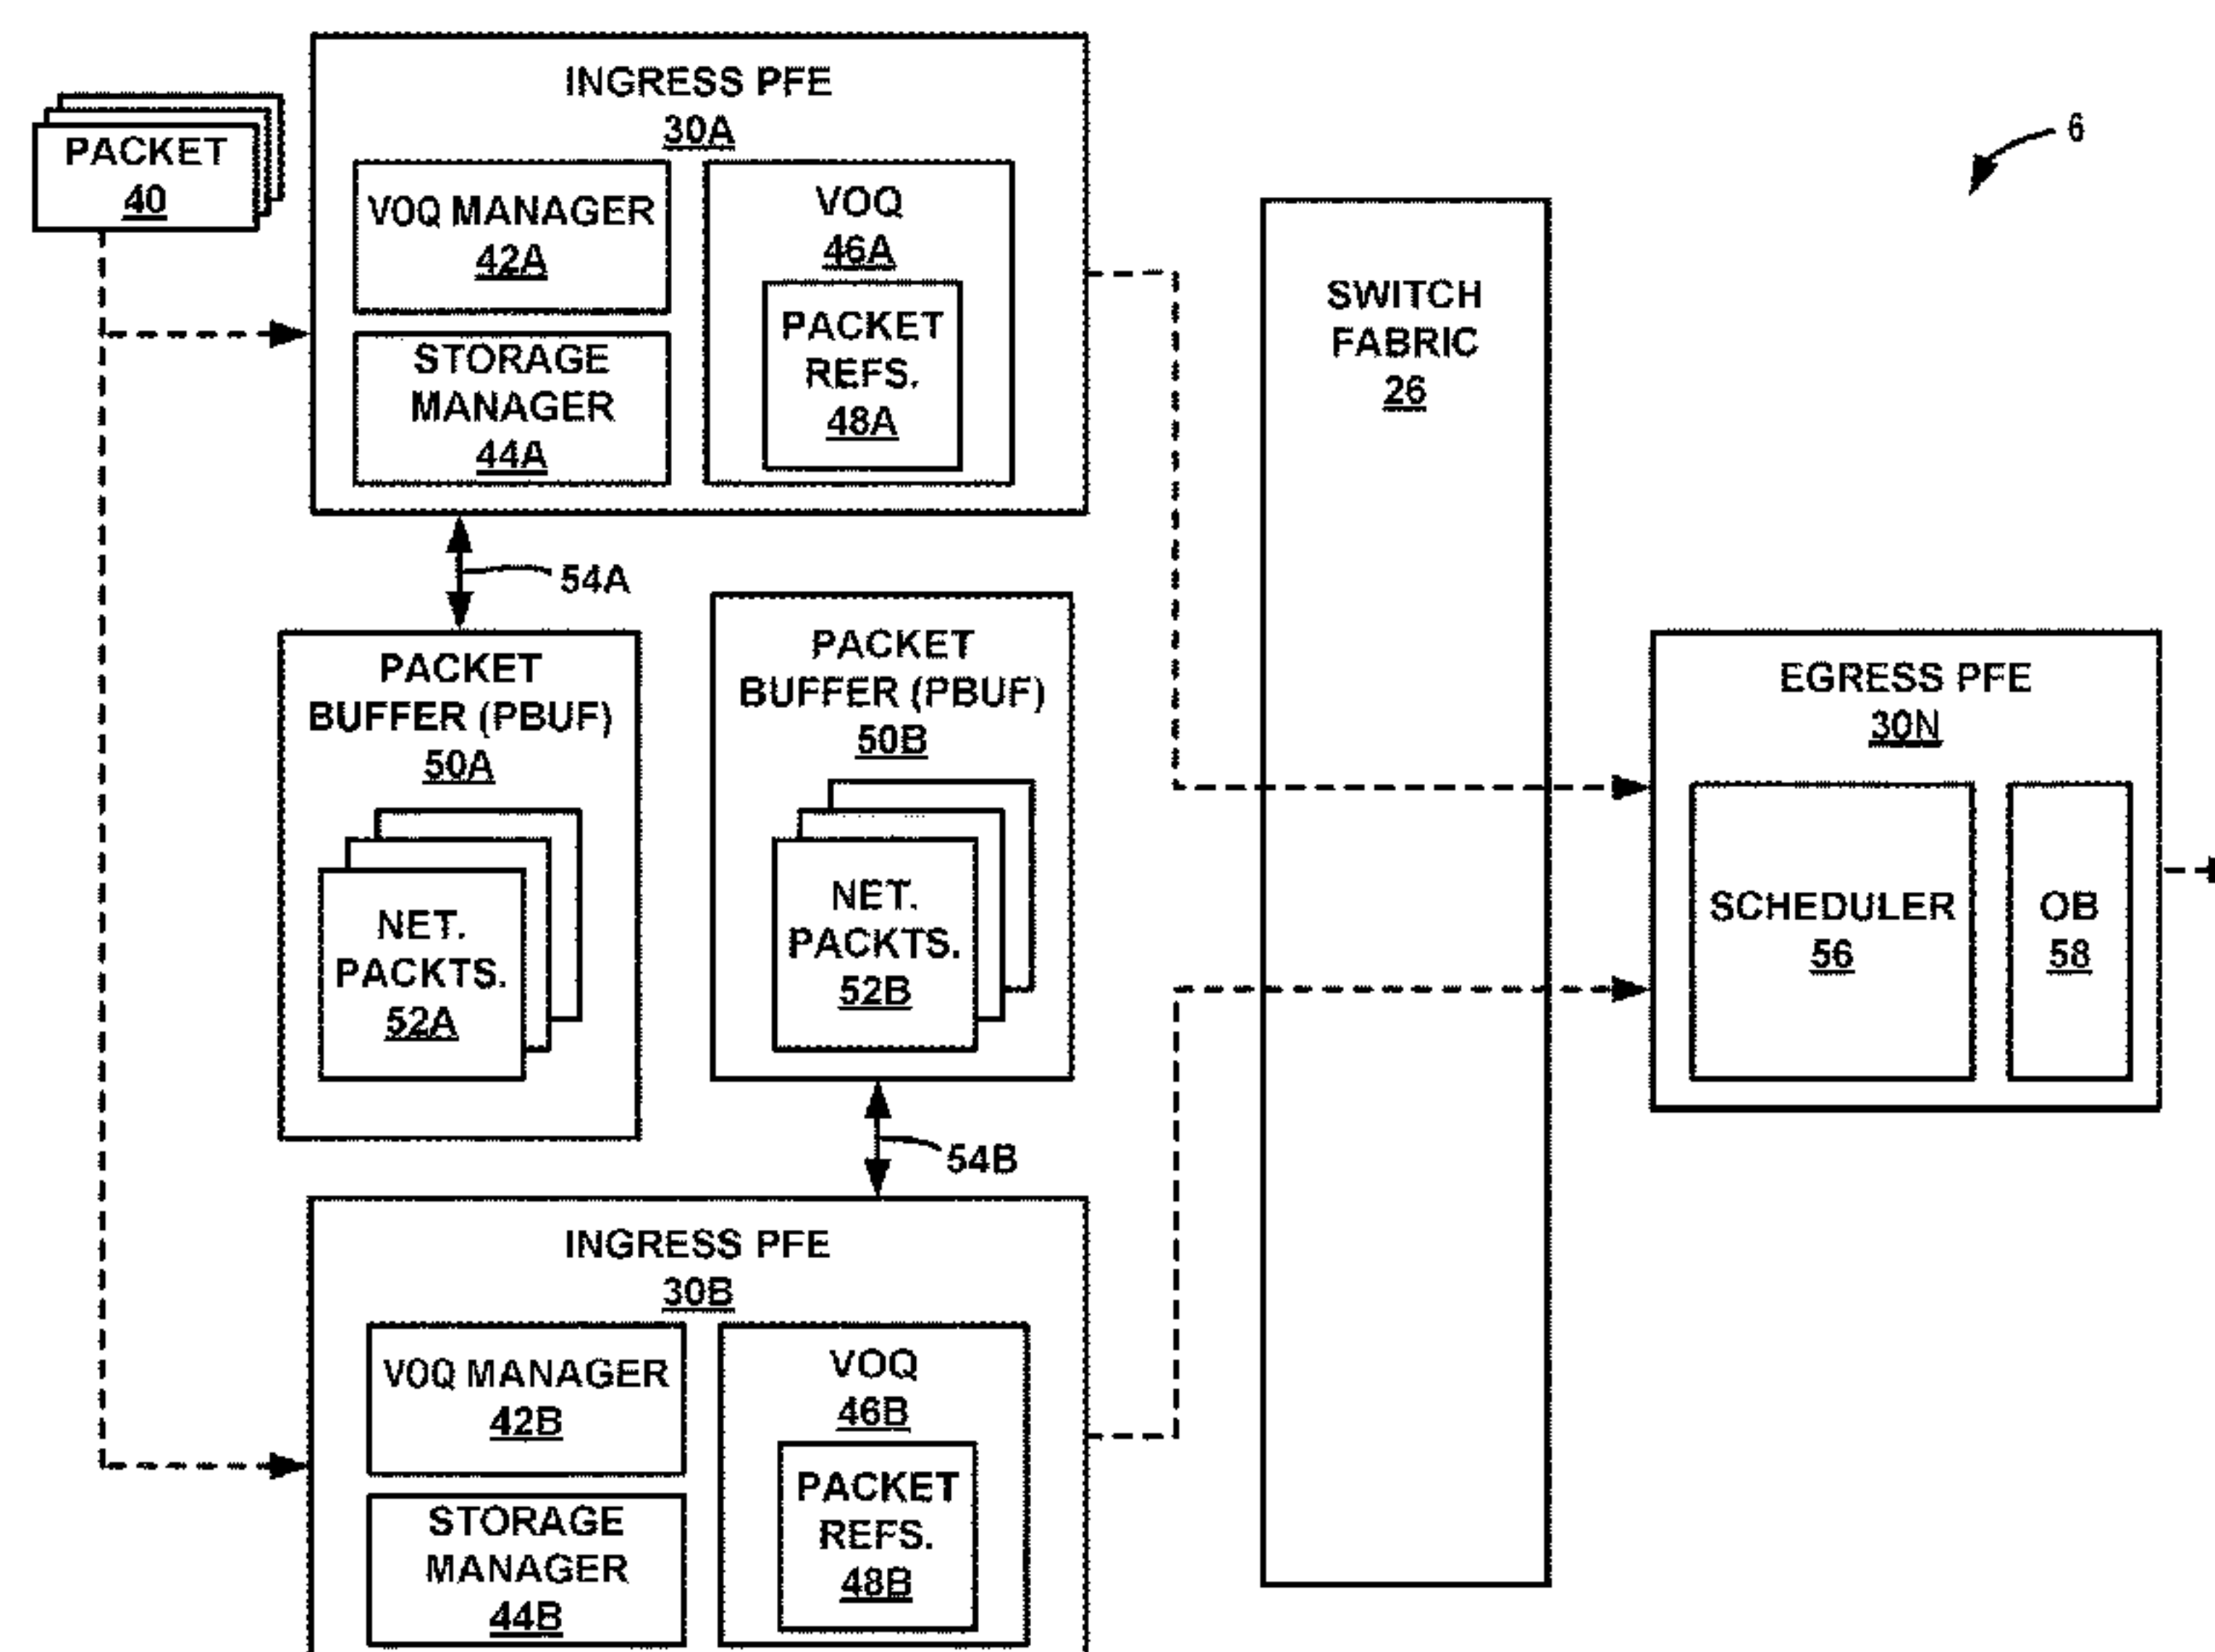 PACKET
40
INGRESS PFE
30A
VOQ MANAGER
42A
STORAGE
MANAGER
44A
VOQ
46A
PACKET
REFS.
48A
6
SWITCH
FABRIC
26
54A
PACKET
BUFFER (PBUF)
50A
NET.
PACKTS.
52A
PACKET
BUFFER (PBUF)
50B
NET.
PACKTS.
52B
54B
EGRESS PFE
30N
SCHEDULER
56
OB
58
INGRESS PFE
30B
VOQ MANAGER
42B
STORAGE
MANAGER
44B
VOQ
46B
PACKET
REFS.
48B